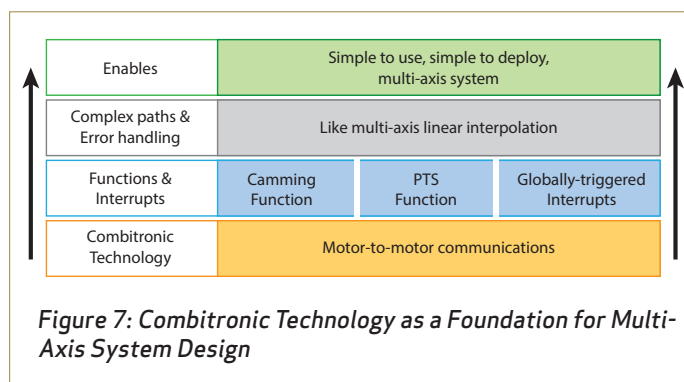 Enables
Simple to use, simple to deploy,
multi-axis system
Complex paths &
Error handling
Like multi-axis linear interpolation
Functions &
Interrupts
Camming
Function
PTS
Function
Globally-triggered
Interrupts
Combitronic
Technology
Motor-to-motor communications
Figure 7: Combitronic Technology as a Foundation for Multi-
Axis System Design